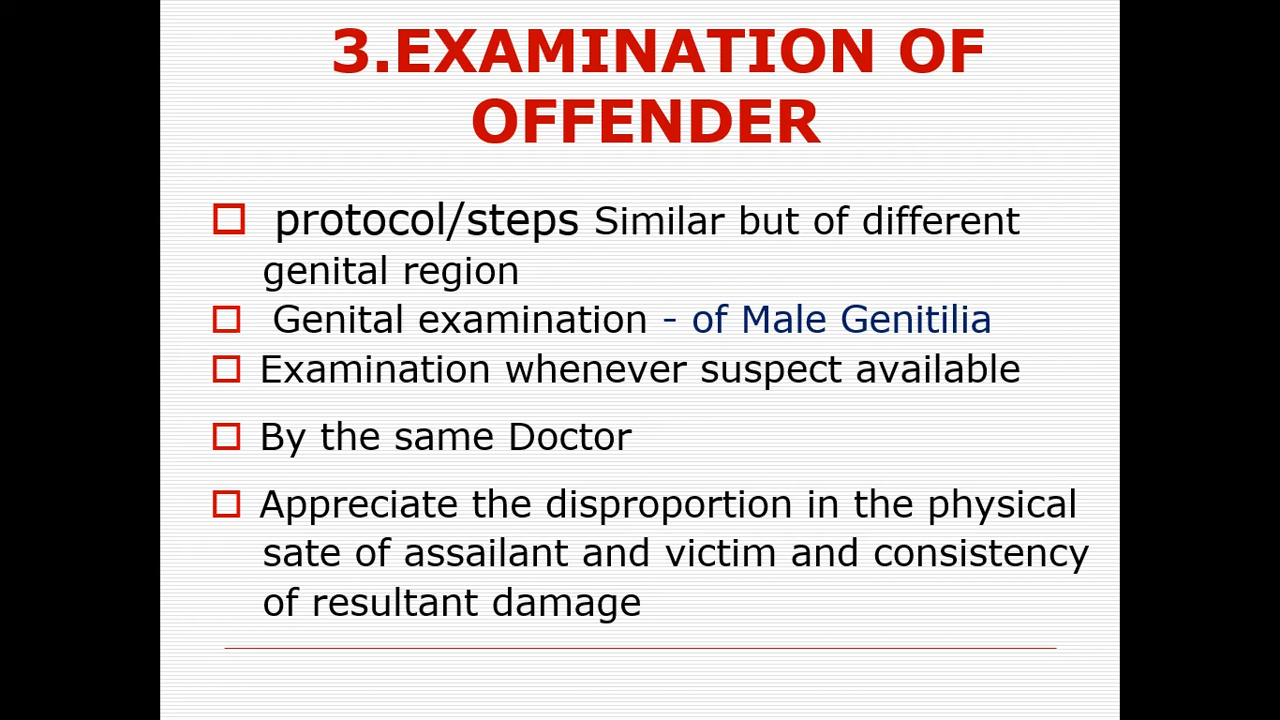 3.EXAMINATION OF
OFFENDER
protocol/steps Similar but of different
genital region
Genital examination - of Male Genitilia
Examination whenever suspect available
By the same Doctor
Appreciate the disproportion in the physical
sate of assailant and victim and consistency
of resultant damage